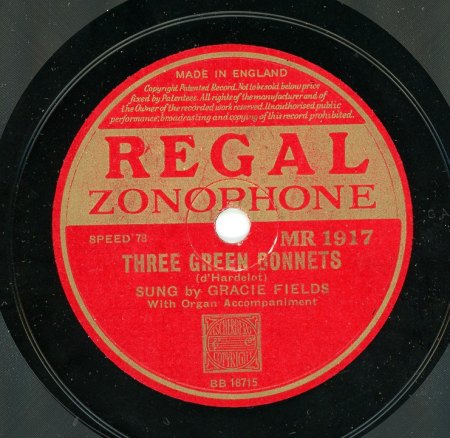 MADE IN ENGLAND
Copyright Patented Record. Not to be sold below price
fixed by Patentees. All rights of the manufacturer and of
the Owner of the recorded work reserved. Unauthorised public
performance, broadcasting and copying of this record prohibited.
REGAL
ZONOPHONE
SPEED 78
MR 1917
THREE GREEN BONNETS
(d'Hardelot)
SUNG by GRACIE FIELDS
With Organ Accompaniment
COPYRIGHT
BB 18715